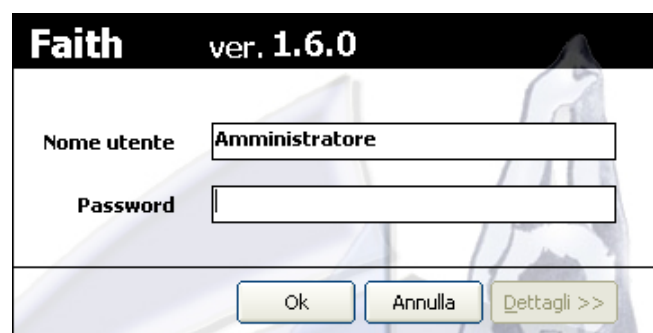 Faith ver. 1.6.0
Nome utente Amministratore
Password
Ok Annulla Dettagli >>